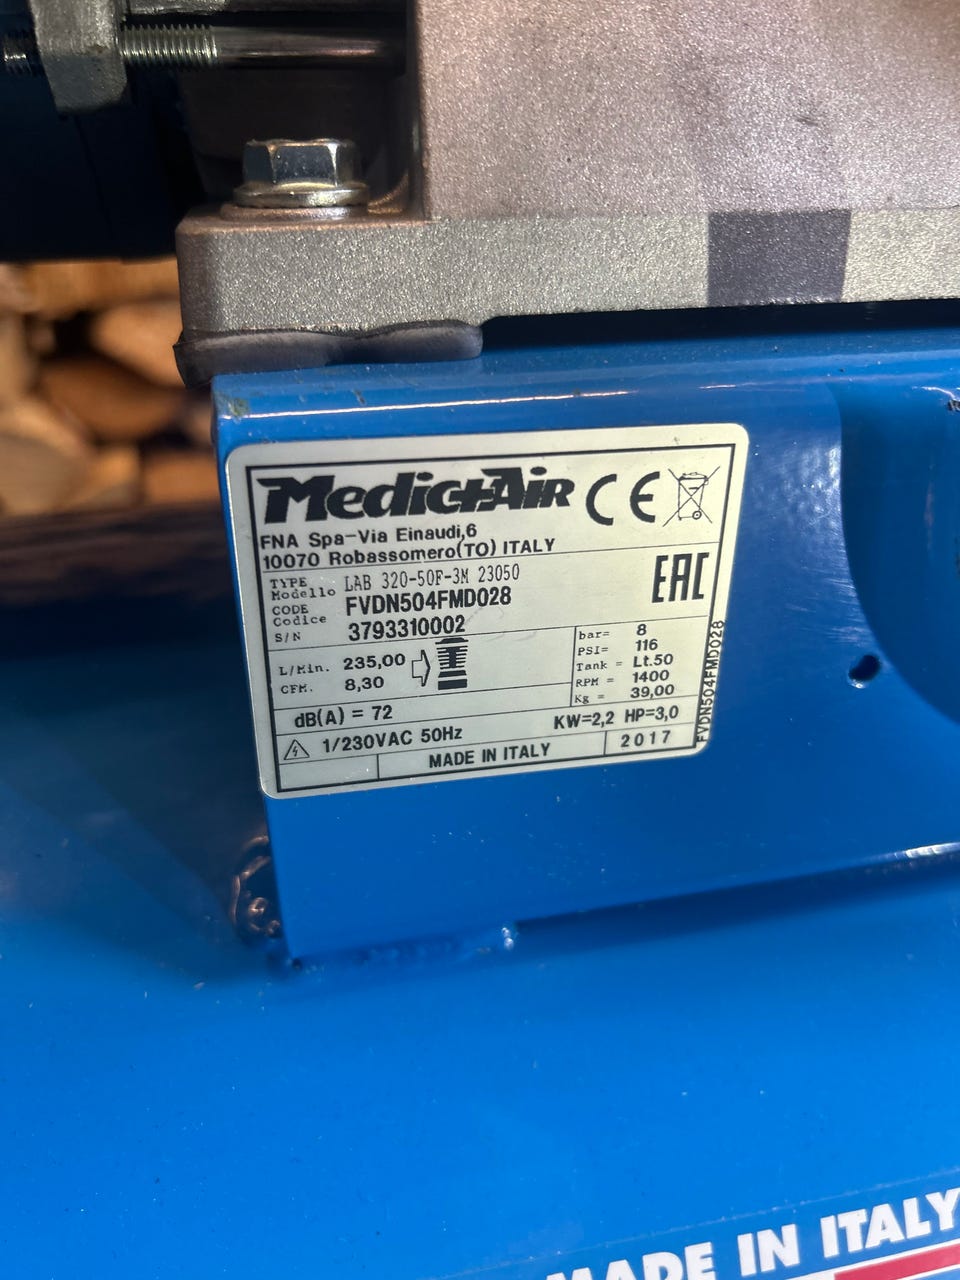 MedicAir CE
FNA Spa-Via Einaudi,6
10070 Robassomero(TO) ITALY
TYPE
Modello LAB 320-50F-3M 23050
EAC
CODE
Codice FVDN504FMD028
S/N 3793310002
L/Min. 235,00
CFM. 8,30
bar= 8
PSI= 116
Tank = Lt.50
RPM = 1400
Kg = 39,00
dB(A) = 72
KW=2,2 HP=3,0
1/230VAC 50Hz
2017
MADE IN ITALY
FVDN504FMD028
MADE IN ITALY